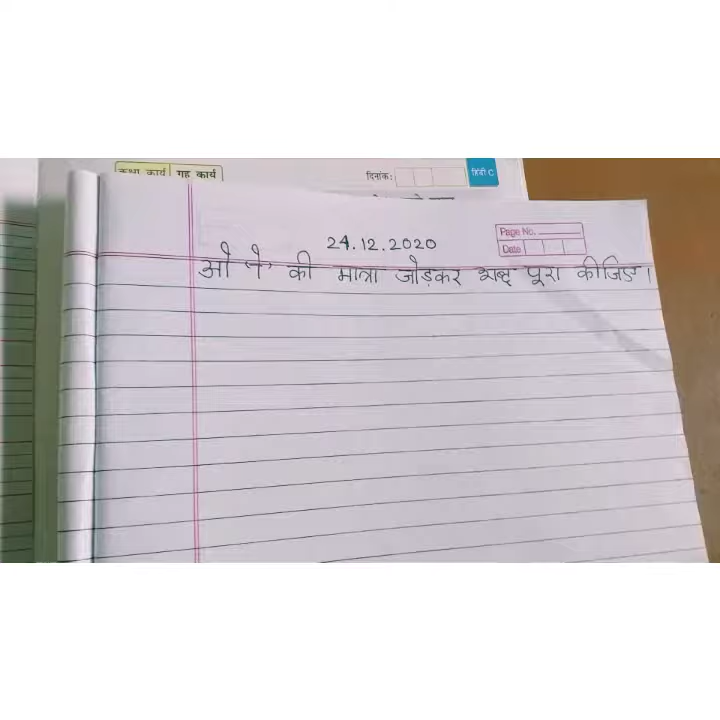 कक्षा कार्य गृह कार्य
दिनांक:
हिंदी C
24.12.2020
Page No.
Date
ओ 'ो' की मात्रा जोड़कर शब्द पूरा कीजिए।